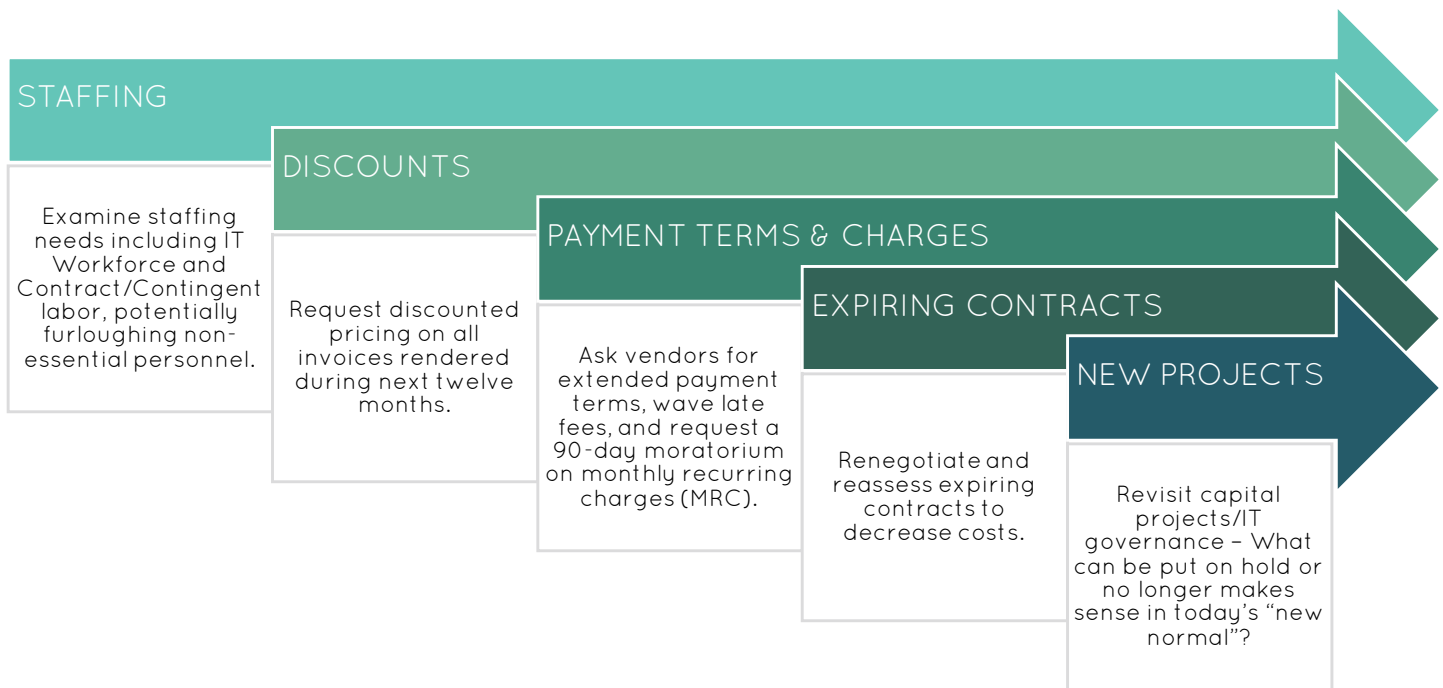 STAFFING
Examine staffing
needs including IT
Workforce and
Contract/Contingent
labor, potentially
furloughing non-
essential personnel.
DISCOUNTS
Request discounted
pricing on all
invoices rendered
during next twelve
months.
PAYMENT TERMS & CHARGES
Ask vendors for
extended payment
terms, wave late
fees, and request a
90-day moratorium
on monthly recurring
charges (MRC).
EXPIRING CONTRACTS
Renegotiate and
reassess expiring
contracts to
decrease costs.
NEW PROJECTS
Revisit capital
projects/IT
governance – What
can be put on hold or
no longer makes
sense in today’s “new
normal”?